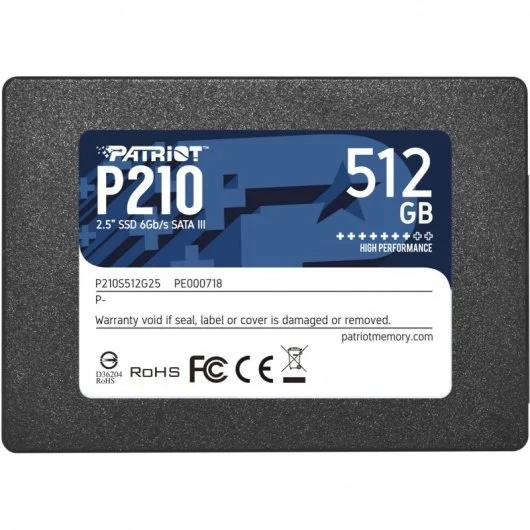 PATRIOT
P210
2.5" SSD 6Gb/s SATA III
512
GB
HIGH PERFORMANCE
P210S512G25 PE000718
P-
Warranty void if seal, label or cover is damaged or removed.
patriotmemory.com
D36204
RoHS
RoHS FC CE